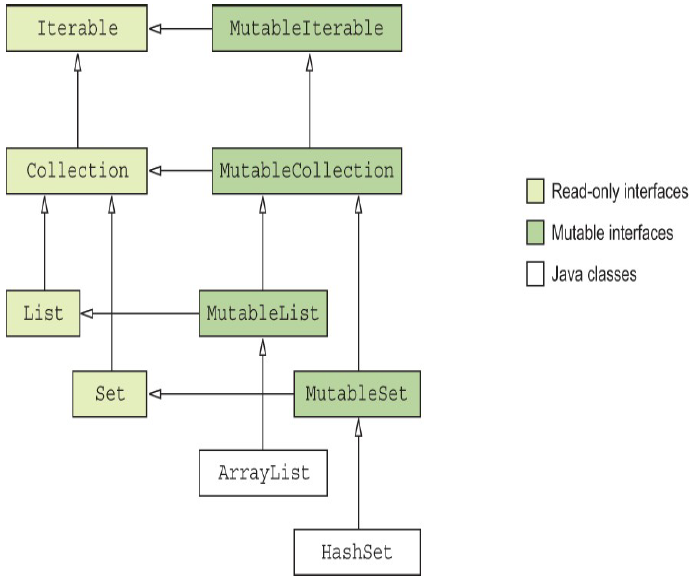 Iterable
MutableIterable
Collection
MutableCollection
Read-only interfaces
Mutable interfaces
Java classes
List
MutableList
Set
MutableSet
ArrayList
HashSet